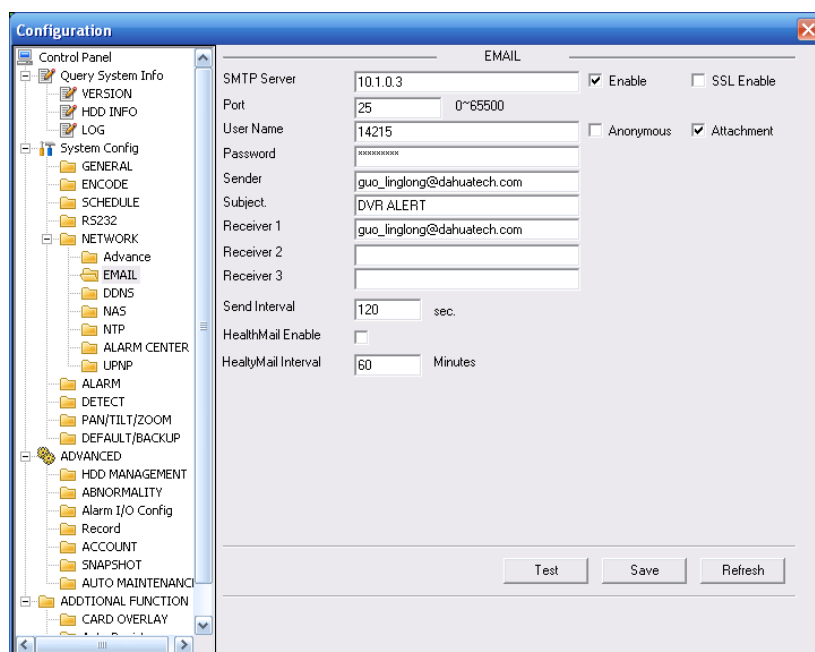 Configuration
Control Panel
Query System Info
VERSION
HDD INFO
LOG
System Config
GENERAL
ENCODE
SCHEDULE
RS232
NETWORK
Advance
EMAIL
DDNS
NAS
NTP
ALARM CENTER
UPNP
ALARM
DETECT
PAN/TILT/ZOOM
DEFAULT/BACKUP
ADVANCED
HDD MANAGEMENT
ABNORMALITY
Alarm I/O Config
Record
ACCOUNT
SNAPSHOT
AUTO MAINTENANC
ADDTIONAL FUNCTION
CARD OVERLAY
EMAIL
SMTP Server 10.1.0.3 Enable SSL Enable
Port 25 0~65500
User Name 14215 Anonymous Attachment
Password *********
Sender guo_linglong@dahuatech.com
Subject. DVR ALERT
Receiver 1 guo_linglong@dahuatech.com
Receiver 2
Receiver 3
Send Interval 120 sec.
HealthMail Enable
HealtyMail Interval 60 Minutes
Test Save Refresh